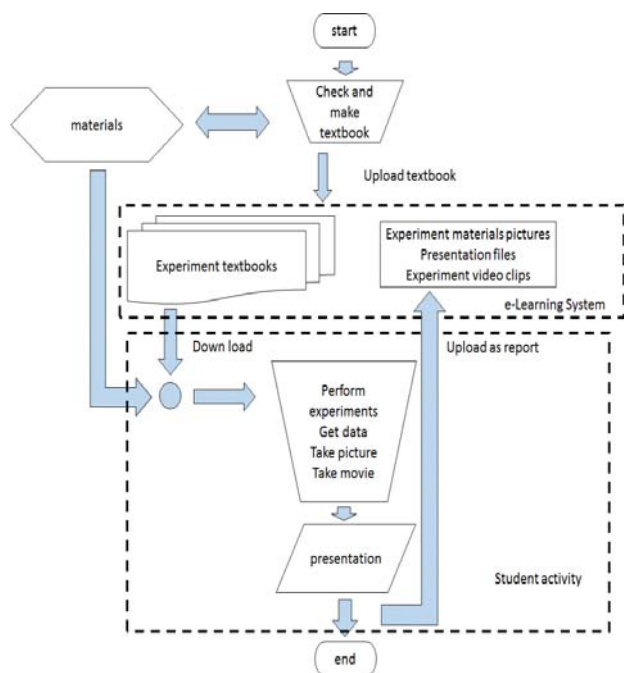 start
Check and
make
textbook
materials
Upload textbook
Experiment textbooks
Experiment materials pictures
Presentation files
Experiment video clips
e-Learning System
Down load
Upload as report
Perform
experiments
Get data
Take picture
Take movie
presentation
Student activity
end